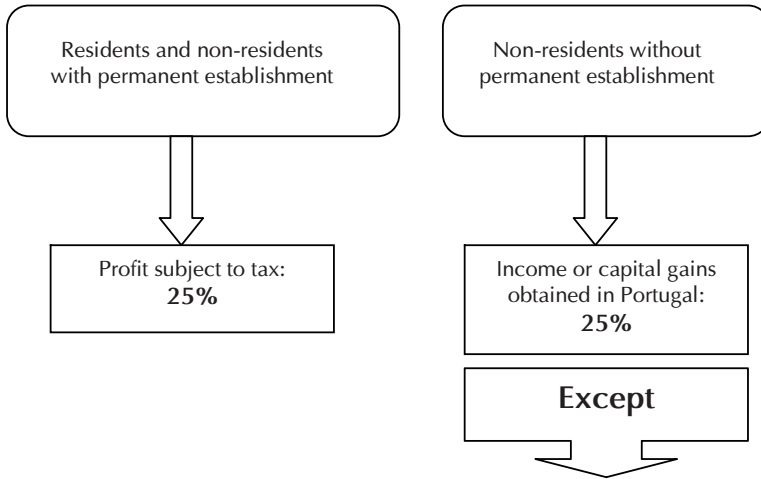 Residents and non-residents
with permanent establishment
Profit subject to tax:
25%
Non-residents without
permanent establishment
Income or capital gains
obtained in Portugal:
25%
Except